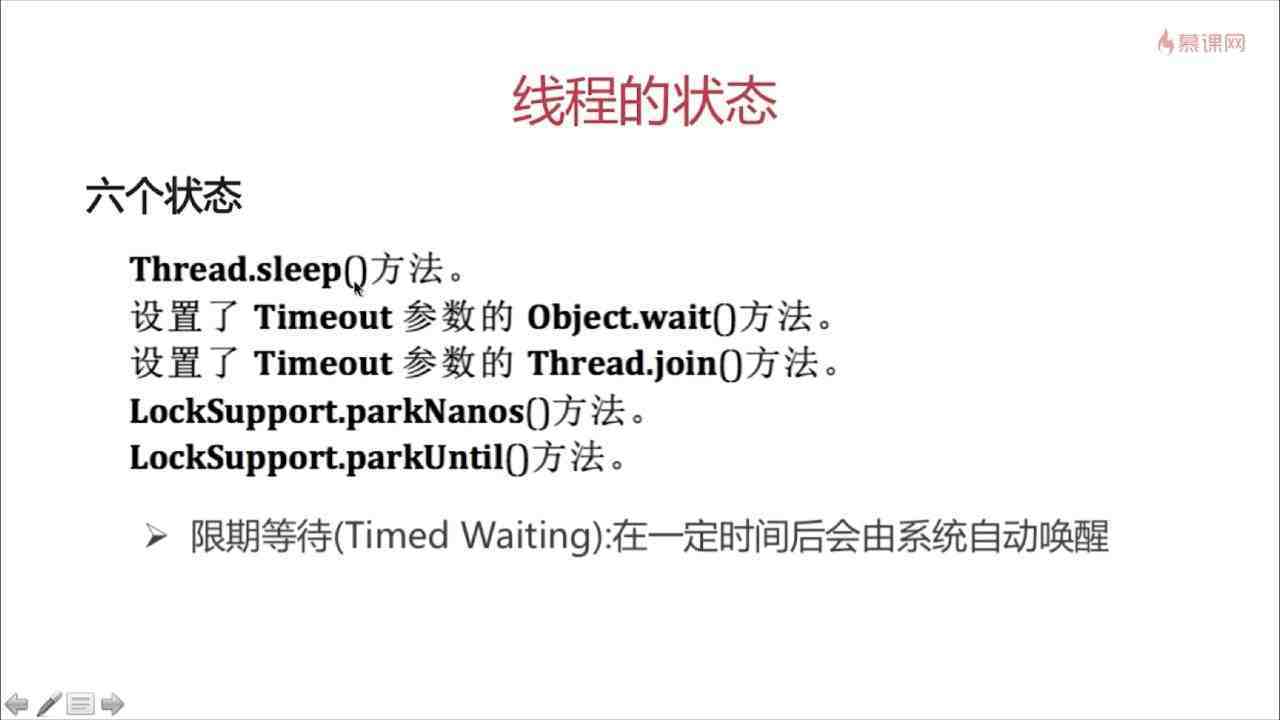 慕课网
线程的状态
六个状态
Thread.sleep()方法。
设置了 Timeout 参数的 Object.wait()方法。
设置了 Timeout 参数的 Thread.join()方法。
LockSupport.parkNanos()方法。
LockSupport.parkUntil()方法。
限期等待(Timed Waiting):在一定时间后会由系统自动唤醒